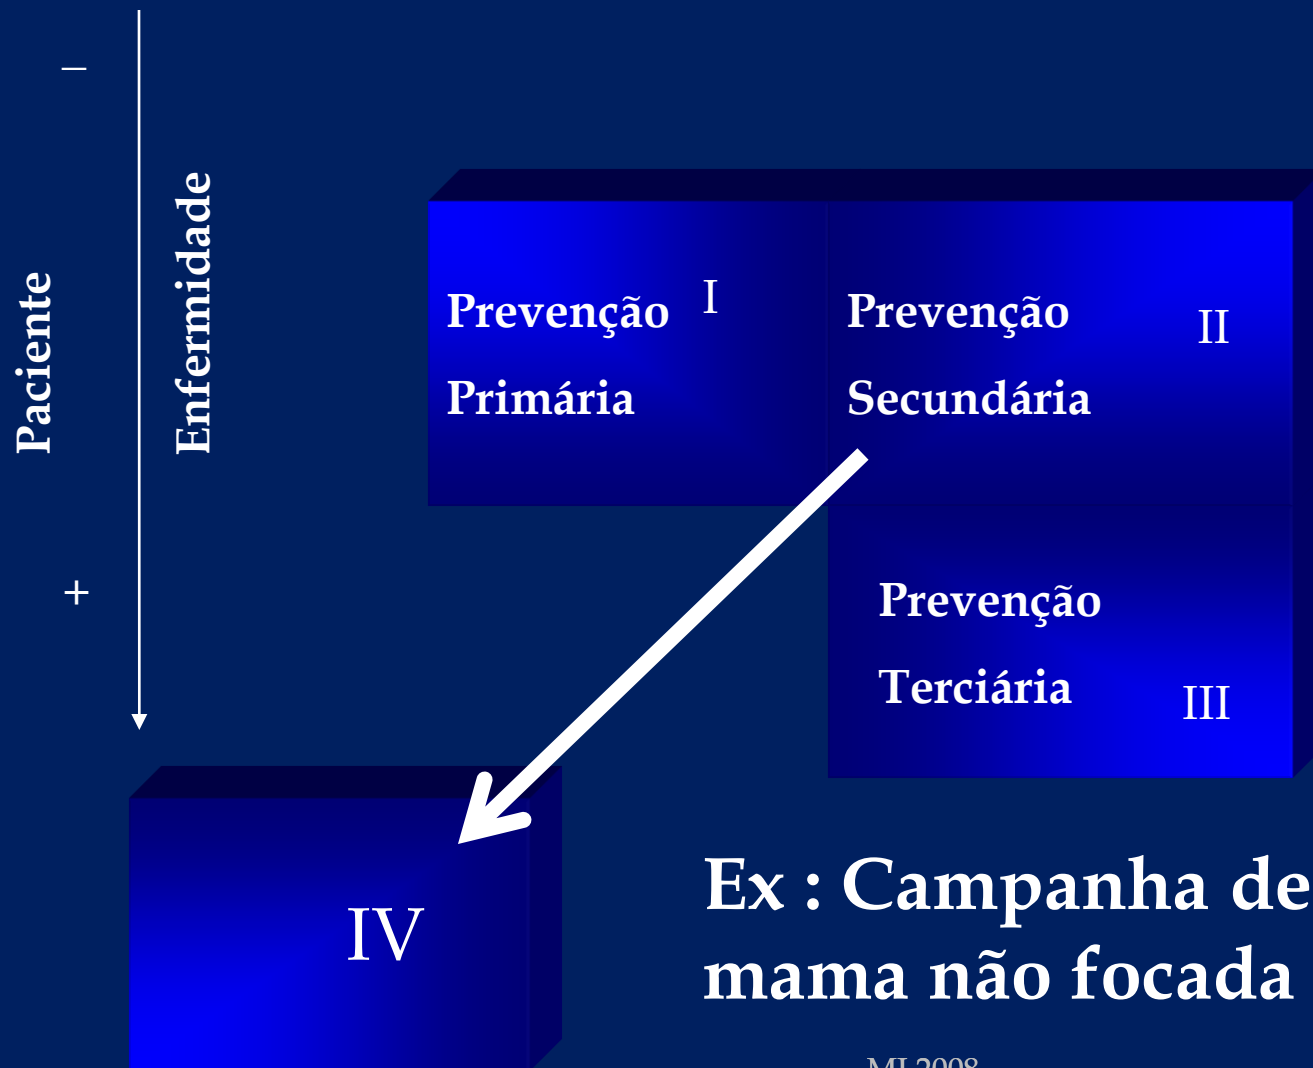 –
Paciente
Enfermidade
+
Prevenção
Primária
I
Prevenção
Secundária
II
Prevenção
Terciária
III
IV
Ex : Campanha de
mama não focada